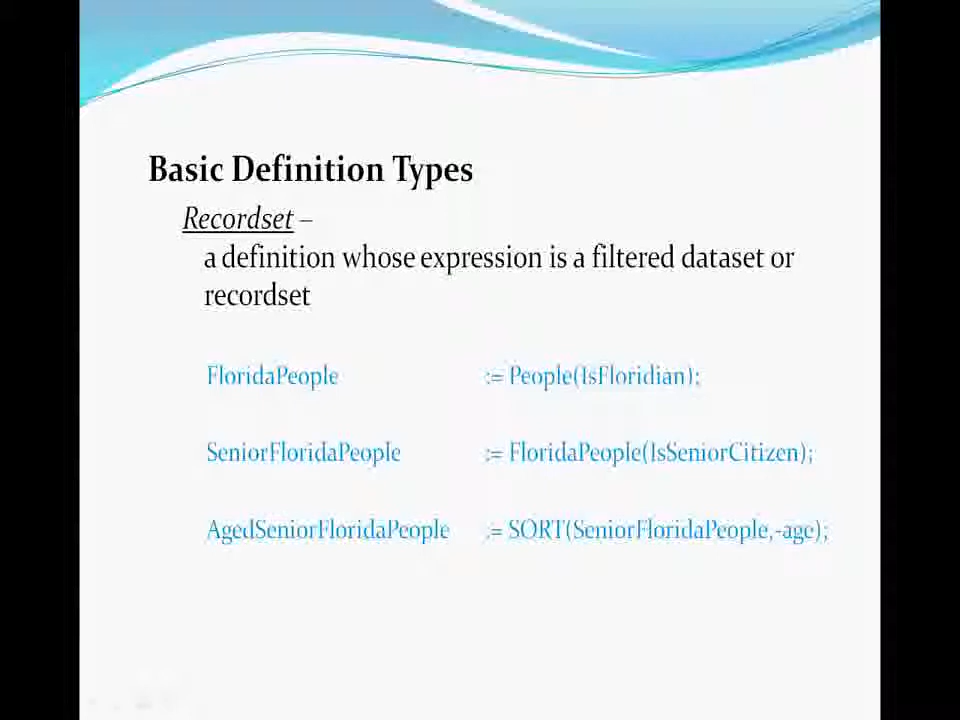 Basic Definition Types
Recordset –
a definition whose expression is a filtered dataset or
recordset
FloridaPeople := People(IsFloridian);
SeniorFloridaPeople := FloridaPeople(IsSeniorCitizen);
AgedSeniorFloridaPeople := SORT(SeniorFloridaPeople,-age);